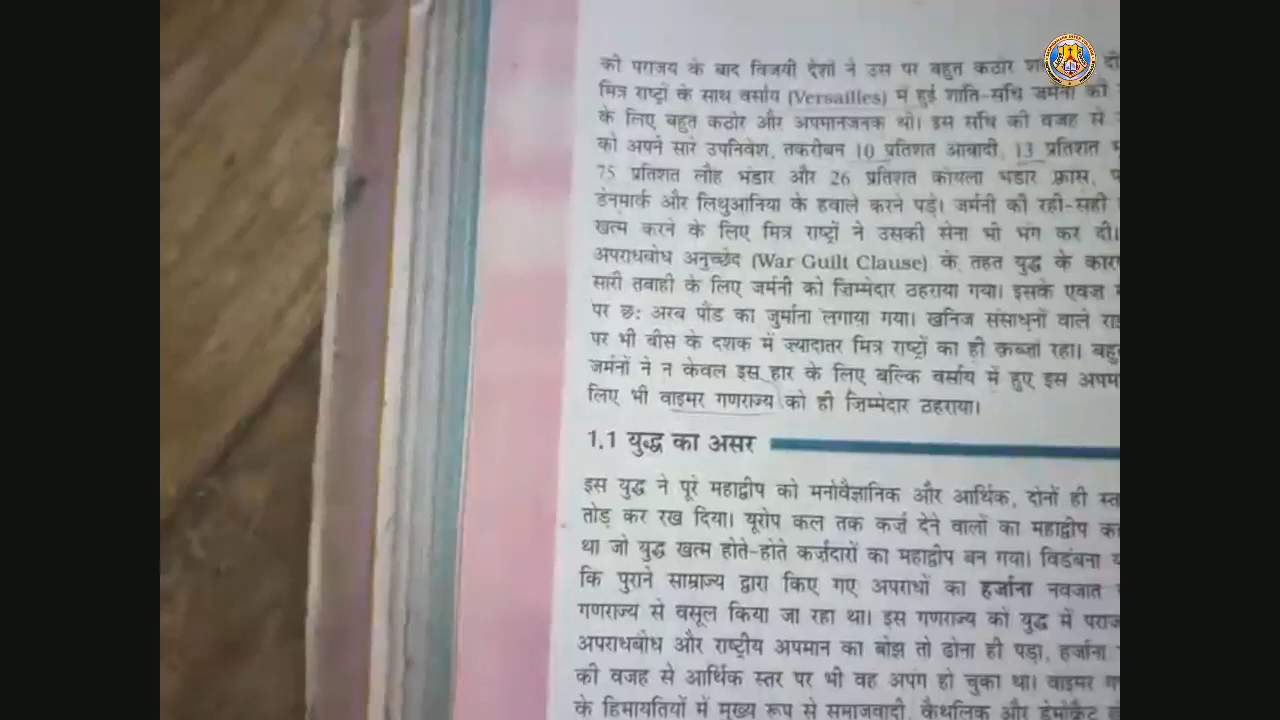 की पराजय के बाद विजयी देशों ने उस पर बहुत कठोर
मित्र राष्ट्रों के साथ वर्साय (Versailles) में हुई शांति-संधि जर्मनी की
के लिए बहुत कठोर और अपमानजनक थी। इस संधि की वजह से
को अपने सारे उपनिवेश, तकरीबन 10 प्रतिशत आबादी, 13 प्रतिशत
75 प्रतिशत लौह भंडार और 26 प्रतिशत कोयला भंडार फ़्रांस,
डेनमार्क और लिथुआनिया के हवाले करने पड़े। जर्मनी की रही-सही
खत्म करने के लिए मित्र राष्ट्रों ने उसकी सेना भी भंग कर दी।
अपराधबोध अनुच्छेद (War Guilt Clause) के तहत युद्ध के
सारी तबाही के लिए जर्मनी को ज़िम्मेदार ठहराया गया। इसके एवज़
पर छ: अरब पौंड का जुर्माना लगाया गया। खनिज संसाधनों वाले
पर भी बीस के दशक में ज़्यादातर मित्र राष्ट्रों का ही क़ब्ज़ा रहा।
जर्मनों ने न केवल इस हार के लिए बल्कि वर्साय में हुए इस
लिए भी वाइमर गणराज्य को ही ज़िम्मेदार ठहराया।
1.1 युद्ध का असर
इस युद्ध ने पूरे महाद्वीप को मनोवैज्ञानिक और आर्थिक, दोनों ही
तोड़ कर रख दिया। यूरोप कल तक कर्ज़ देने वालों का महाद्वीप
था जो युद्ध खत्म होते-होते कर्ज़दारों का महाद्वीप बन गया। विडंबना
कि पुराने साम्राज्य द्वारा किए गए अपराधों का हर्जाना नवजात
गणराज्य से वसूल किया जा रहा था। इस गणराज्य को युद्ध में
अपराधबोध और राष्ट्रीय अपमान का बोझ तो ढोना ही पड़ा, हर्जाना
की वजह से आर्थिक स्तर पर भी वह अपंग हो चुका था। वाइमर
के हिमायतियों में मुख्य रूप से समाजवादी, कैथलिक और डेमोक्रैट